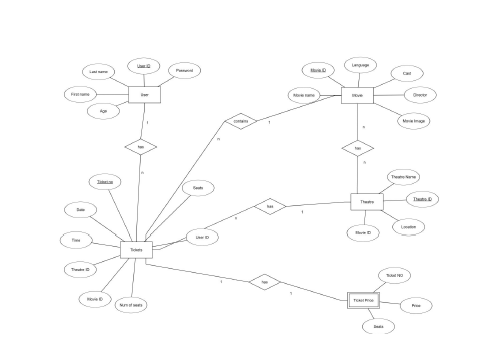 Language
User ID
Last name
Password
Movie ID
Cast
First name
User
Movie name
Movie
Director
Age
contains
Movie Image
1
1
n
n
has
has
n
n
Theatre Name
Seats
Theatre ID
has
Theatre
Date
n
1
Location
Movie ID
User ID
Time
Tickets
Theatre ID
Ticket NO
1
has
1
Movie ID
Num of seats
Ticket Price
Price
Seats